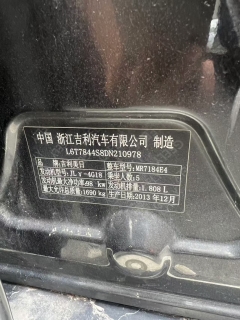 中国 浙江吉利汽车有限公司 制造
L6T7844S8DN210978
品牌:吉利美日 整车型号:MR7184E4
发动机型号:JLγ-4G18 乘坐人数:5
发动机最大净功率:98 kW 发动机排量:1.808 L
最大允许总质量:1690 kg 生产日期:2013年12月